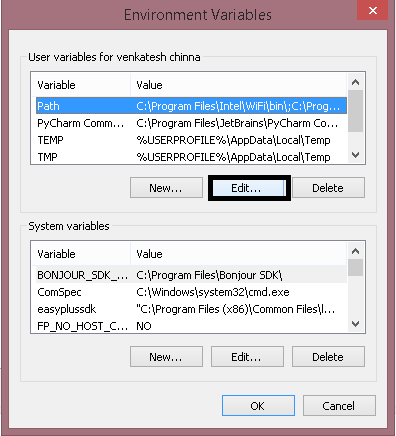 Environment Variables
User variables for venkatesh chinna
Variable Value
Path C:\Program Files\Intel\WiFi\bin\;C:\Prog...
PyCharm Comm... C:\Program Files\JetBrains\PyCharm Co...
TEMP %USERPROFILE%\AppData\Local\Temp
TMP %USERPROFILE%\AppData\Local\Temp
New... Edit... Delete
System variables
Variable Value
BONJOUR_SDK_... C:\Program Files\Bonjour SDK\
ComSpec C:\Windows\system32\cmd.exe
easyplussdk "C:\Program Files (x86)\Common Files\l...
FP_NO_HOST_C... NO
New... Edit... Delete
OK Cancel